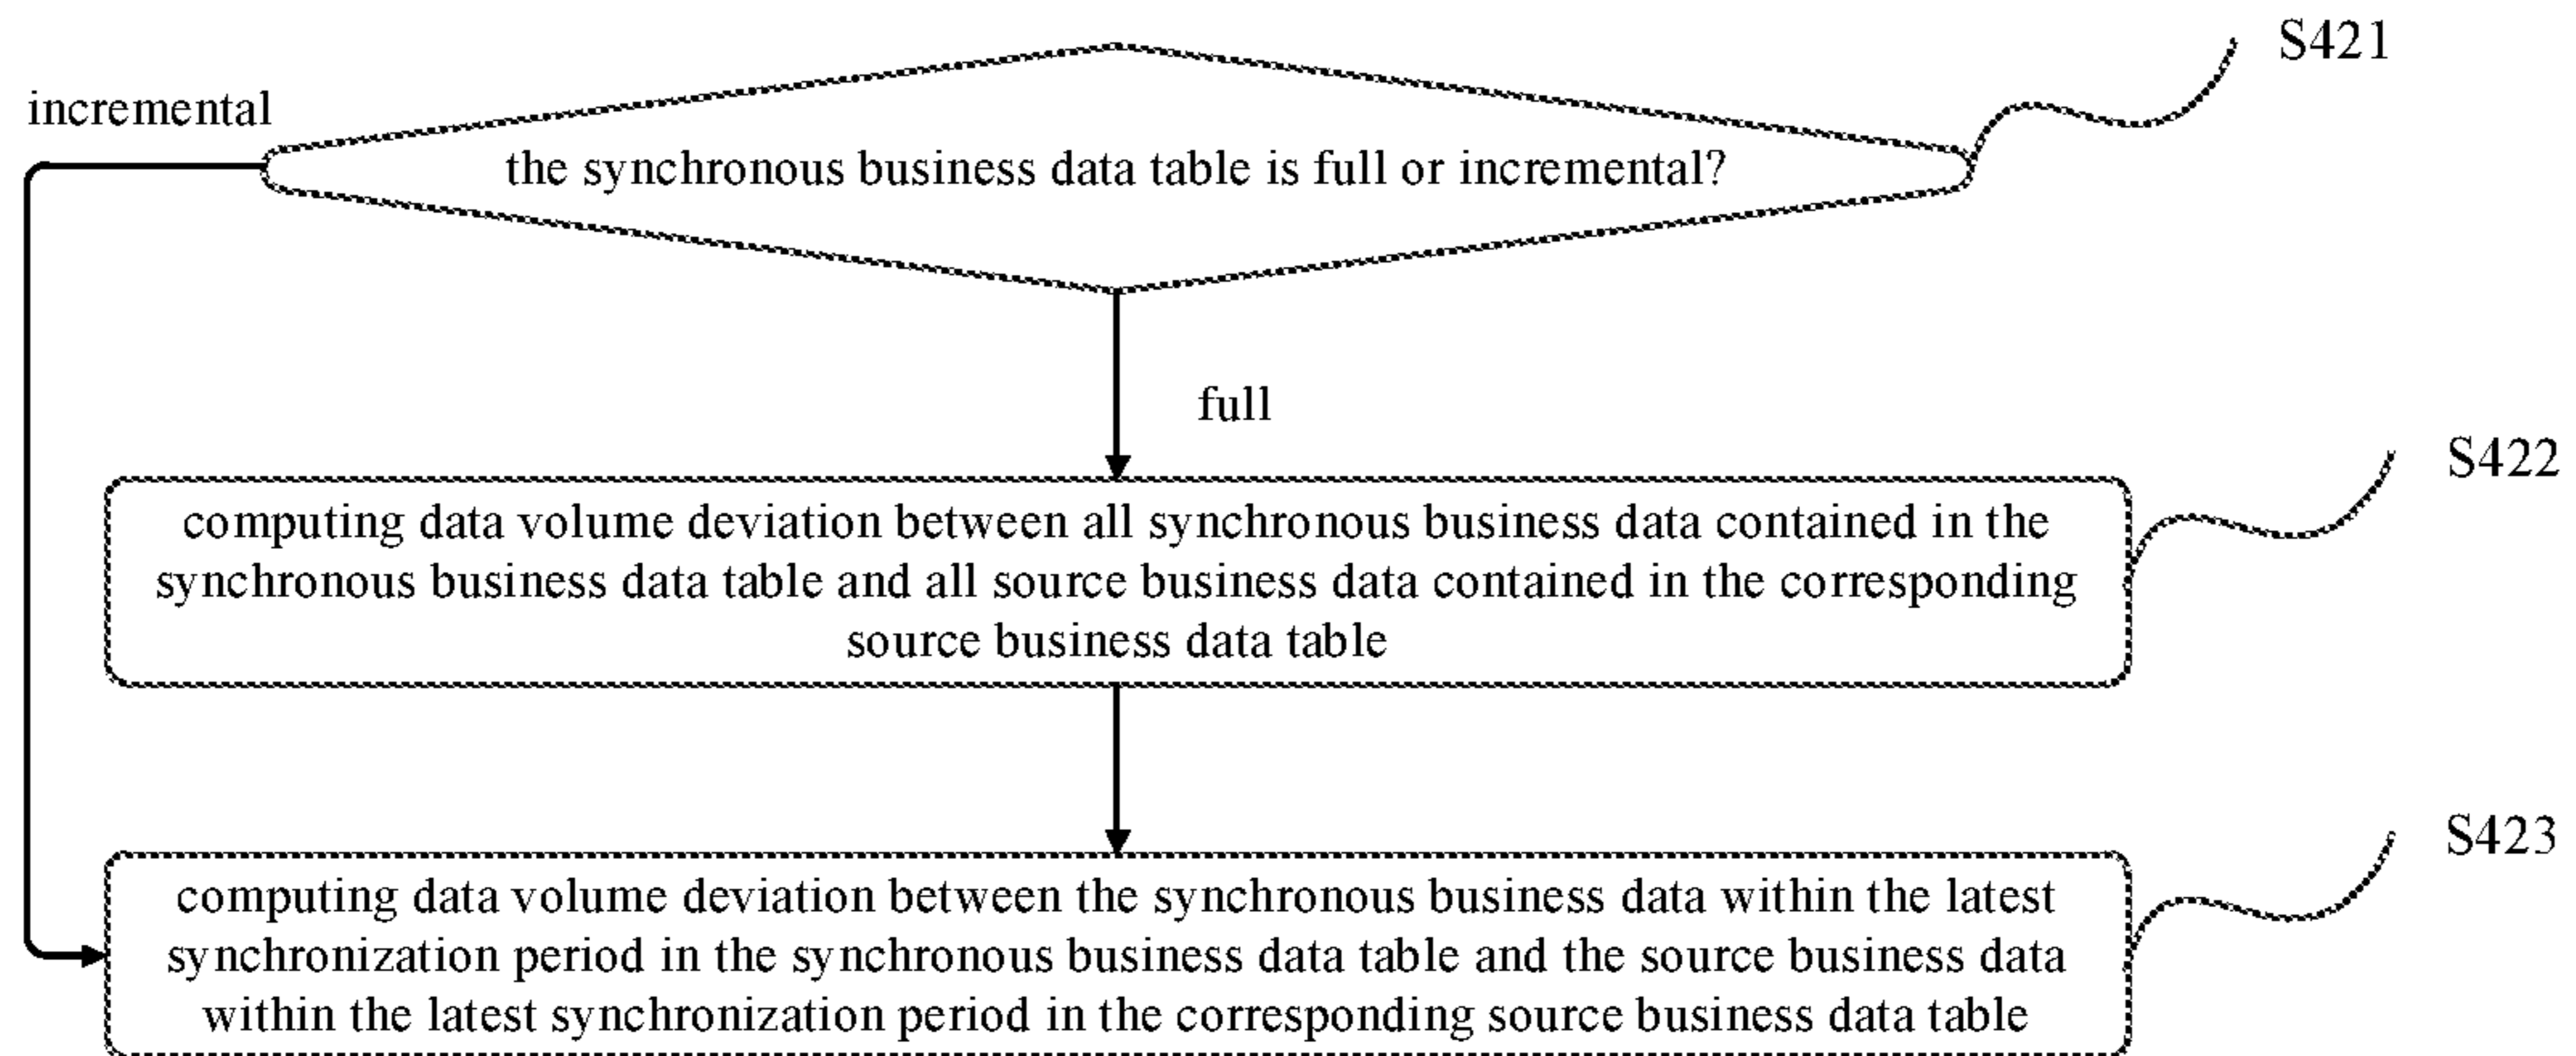 S421
incremental
the synchronous business data table is full or incremental?
full
S422
computing data volume deviation between all synchronous business data contained in the
synchronous business data table and all source business data contained in the corresponding
source business data table
S423
computing data volume deviation between the synchronous business data within the latest
synchronization period in the synchronous business data table and the source business data
within the latest synchronization period in the corresponding source business data table